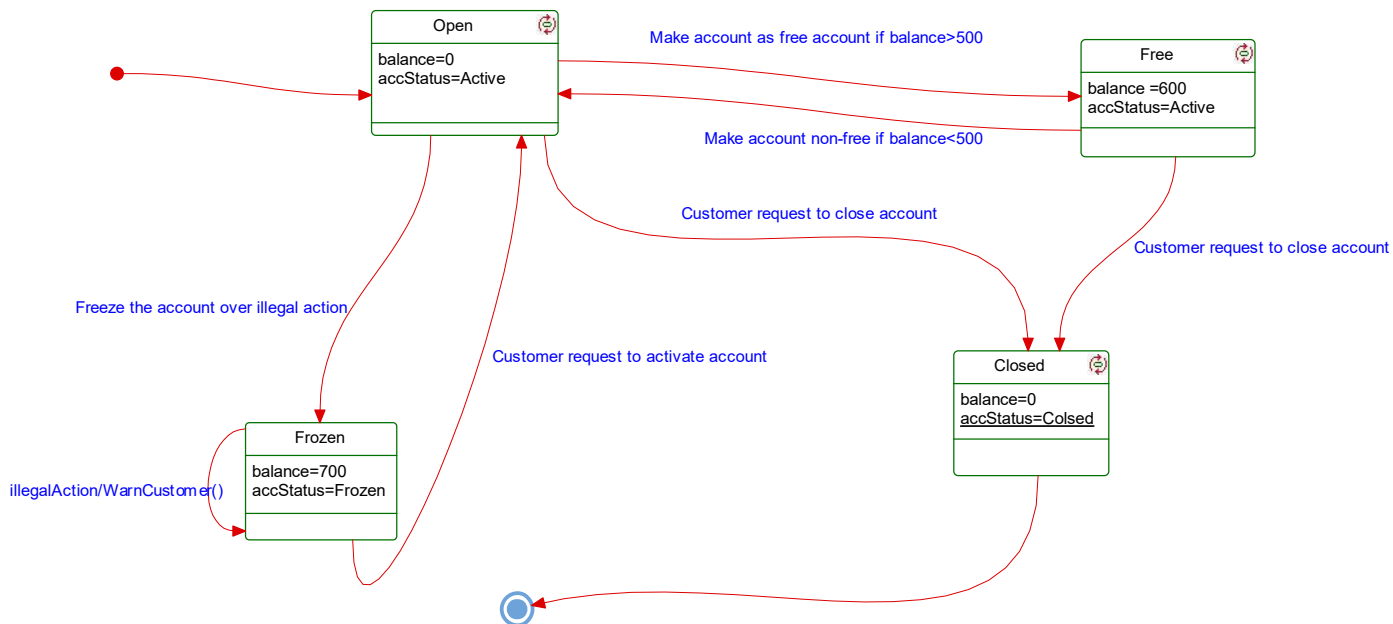 Open
balance=0
accStatus=Active
Make account as free account if balance>500
Free
balance =600
accStatus=Active
Make account non-free if balance<500
Customer request to close account
Customer request to close account
Freeze the account over illegal action
Customer request to activate account
Closed
balance=0
accStatus=Colsed
Frozen
balance=700
accStatus=Frozen
illegalAction/WarnCustomer()